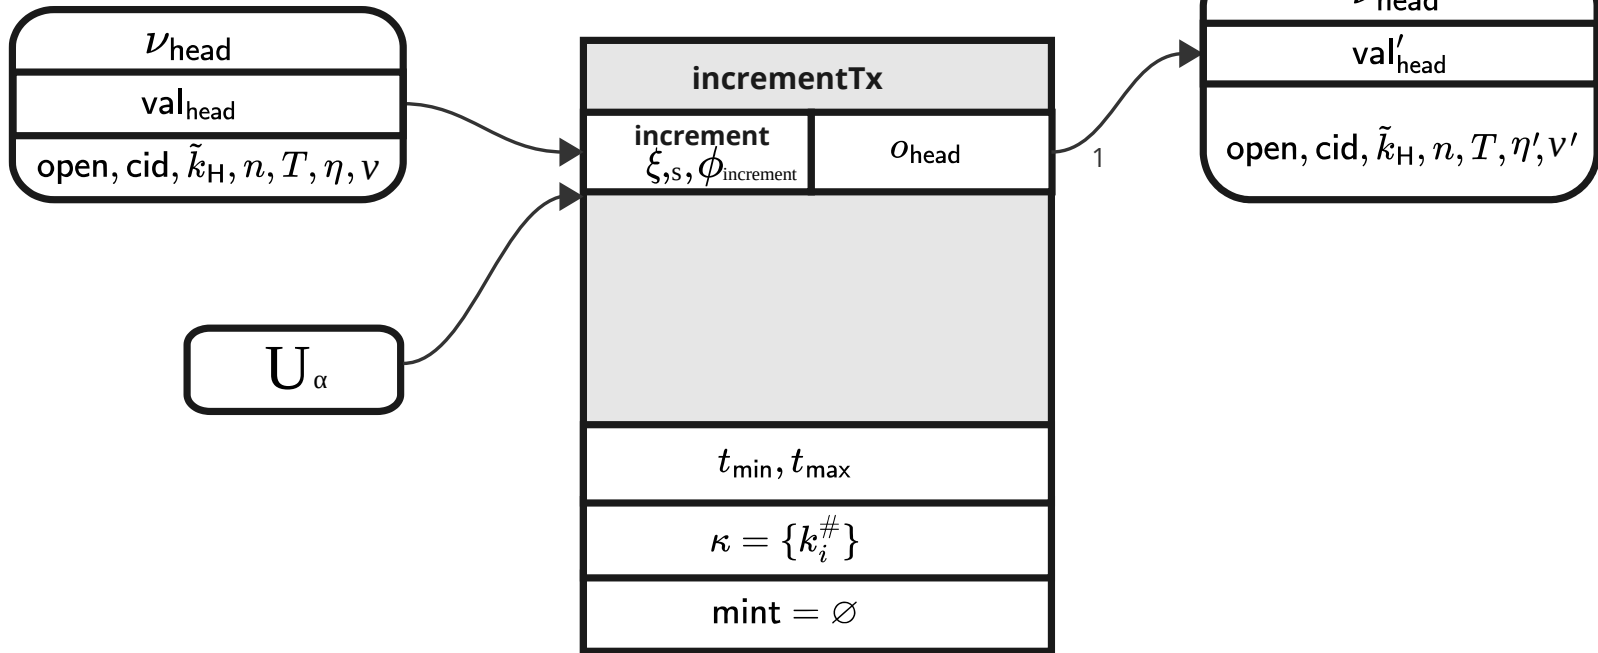 ν_head
val_head
open, cid, k̃_H, n, T, η, ν
U_α
incrementTx
increment
ξ,s,ϕ_increment
o_head
t_min, t_max
κ = {k_i^#}
mint = ∅
1
ν_head
val′_head
open, cid, k̃_H, n, T, η′, ν′